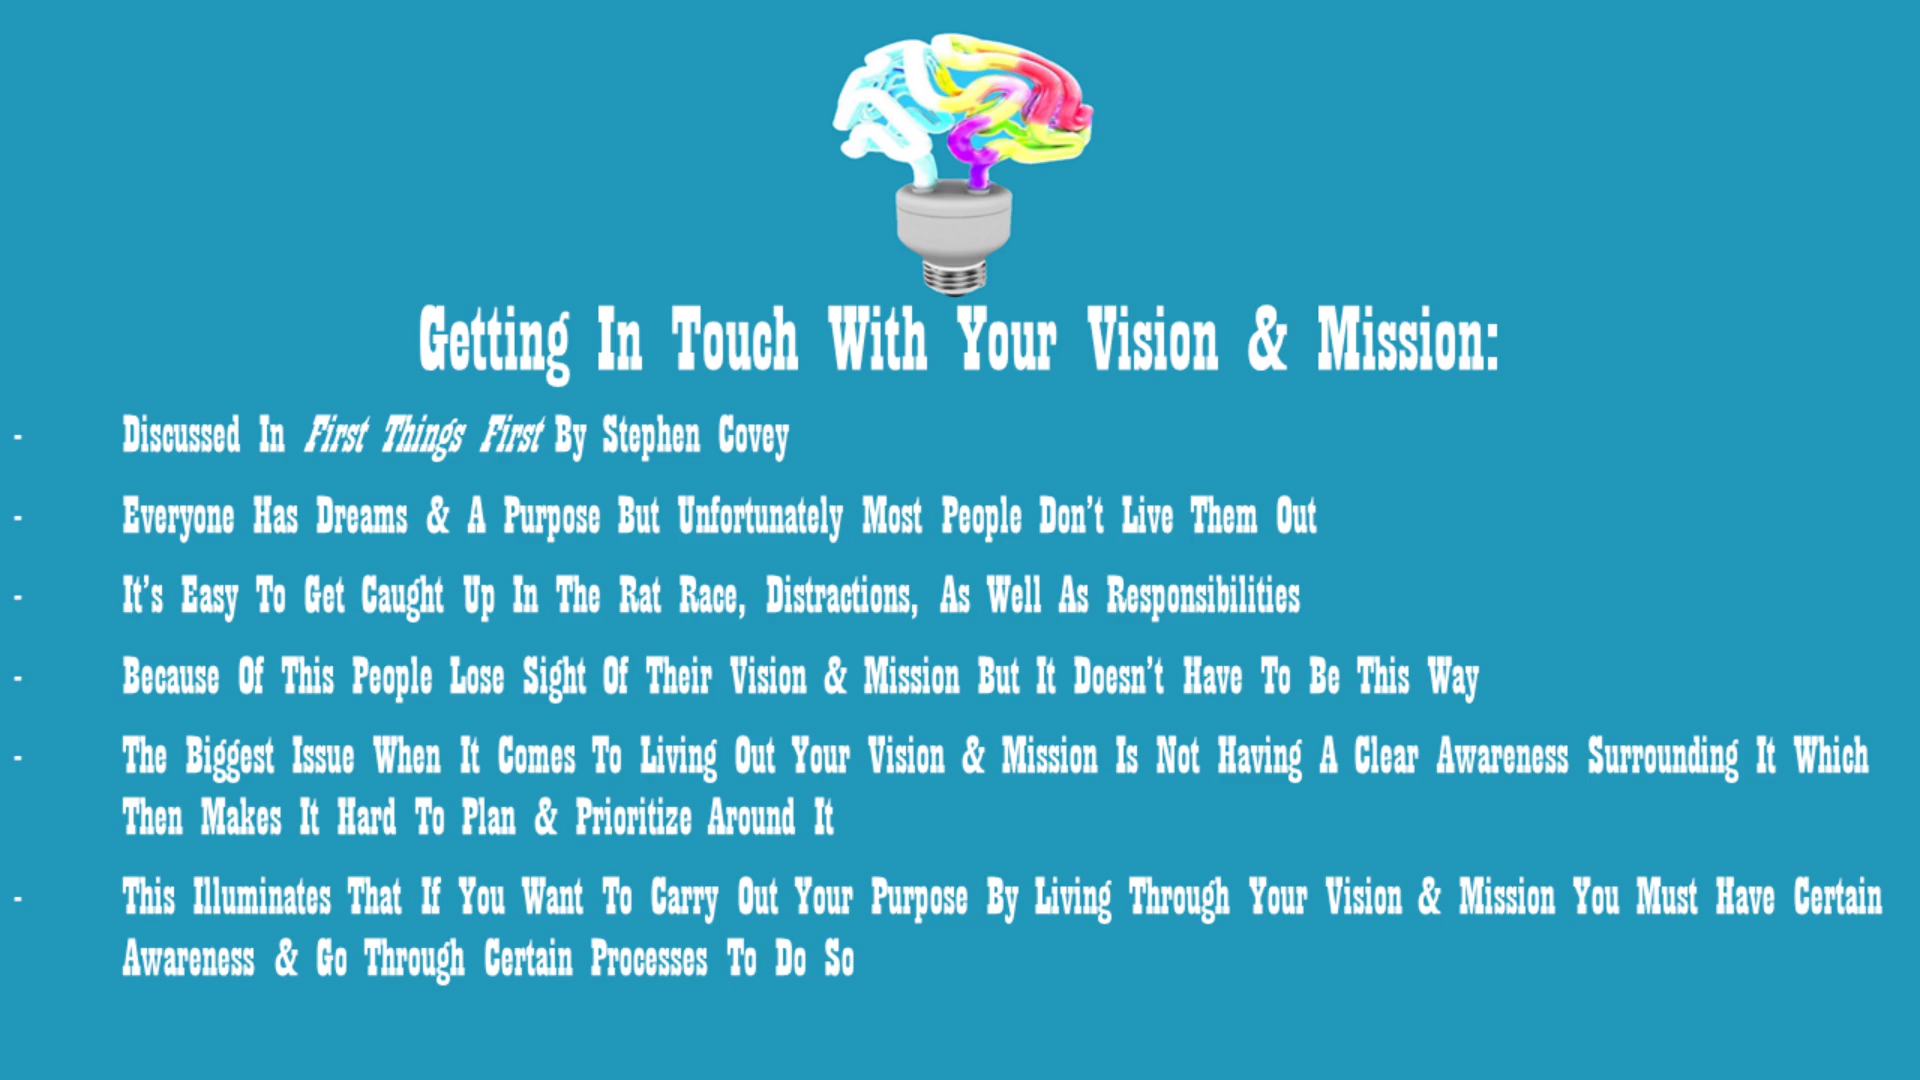 Getting In Touch With Your Vision & Mission:
- Discussed In First Things First By Stephen Covey
- Everyone Has Dreams & A Purpose But Unfortunately Most People Don't Live Them Out
- It's Easy To Get Caught Up In The Rat Race, Distractions, As Well As Responsibilities
- Because Of This People Lose Sight Of Their Vision & Mission But It Doesn't Have To Be This Way
- The Biggest Issue When It Comes To Living Out Your Vision & Mission Is Not Having A Clear Awareness Surrounding It Which
Then Makes It Hard To Plan & Prioritize Around It
- This Illuminates That If You Want To Carry Out Your Purpose By Living Through Your Vision & Mission You Must Have Certain
Awareness & Go Through Certain Processes To Do So